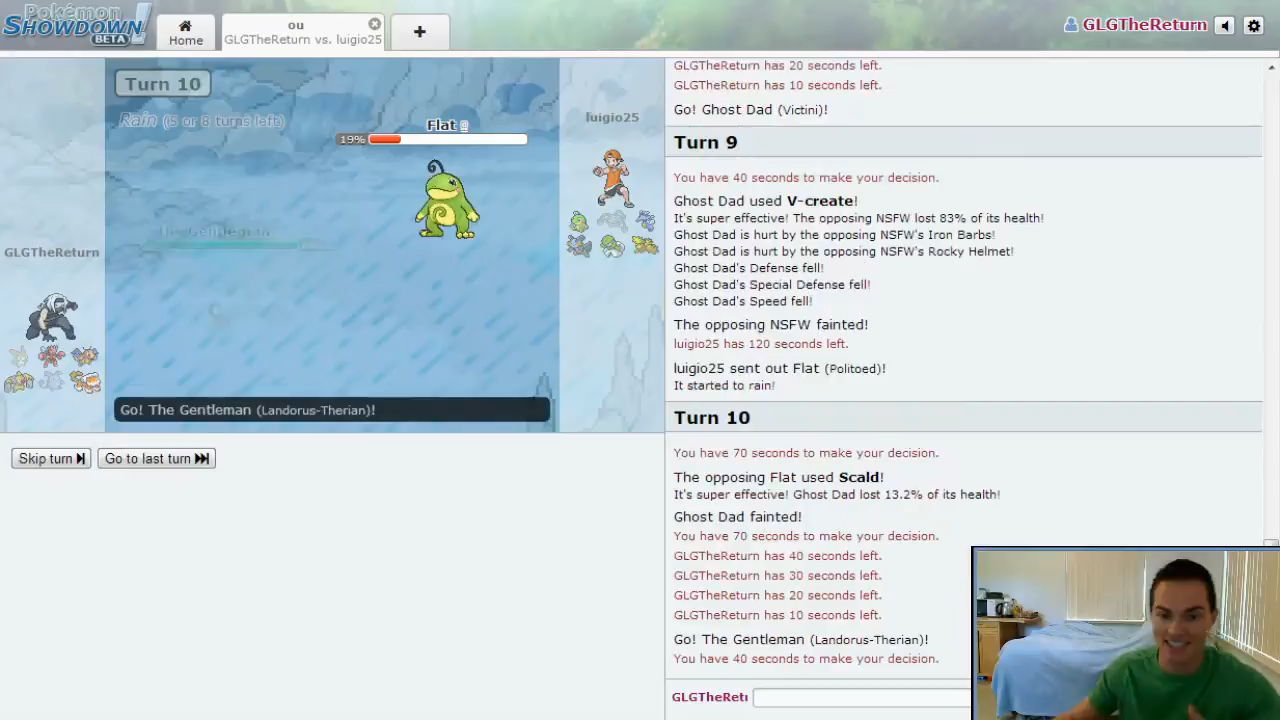 Pokémon
SHOWDOWN!
BETA
Home
ou
GLGTheReturn vs. luigio25
+
GLGTheReturn
Turn 10
Rain (5 or 8 turns left)
Flat
19%
luigio25
GLGTheReturn
The Gentleman
Go! The Gentleman (Landorus-Therian)!
Skip turn
Go to last turn
GLGTheReturn has 20 seconds left.
GLGTheReturn has 10 seconds left.
Go! Ghost Dad (Victini)!
Turn 9
You have 40 seconds to make your decision.
Ghost Dad used V-create!
It's super effective! The opposing NSFW lost 83% of its health!
Ghost Dad is hurt by the opposing NSFW's Iron Barbs!
Ghost Dad is hurt by the opposing NSFW's Rocky Helmet!
Ghost Dad's Defense fell!
Ghost Dad's Special Defense fell!
Ghost Dad's Speed fell!
The opposing NSFW fainted!
luigio25 has 120 seconds left.
luigio25 sent out Flat (Politoed)!
It started to rain!
Turn 10
You have 70 seconds to make your decision.
The opposing Flat used Scald!
It's super effective! Ghost Dad lost 13.2% of its health!
Ghost Dad fainted!
You have 70 seconds to make your decision.
GLGTheReturn has 40 seconds left.
GLGTheReturn has 30 seconds left.
GLGTheReturn has 20 seconds left.
GLGTheReturn has 10 seconds left.
Go! The Gentleman (Landorus-Therian)!
You have 40 seconds to make your decision.
GLGTheRetu